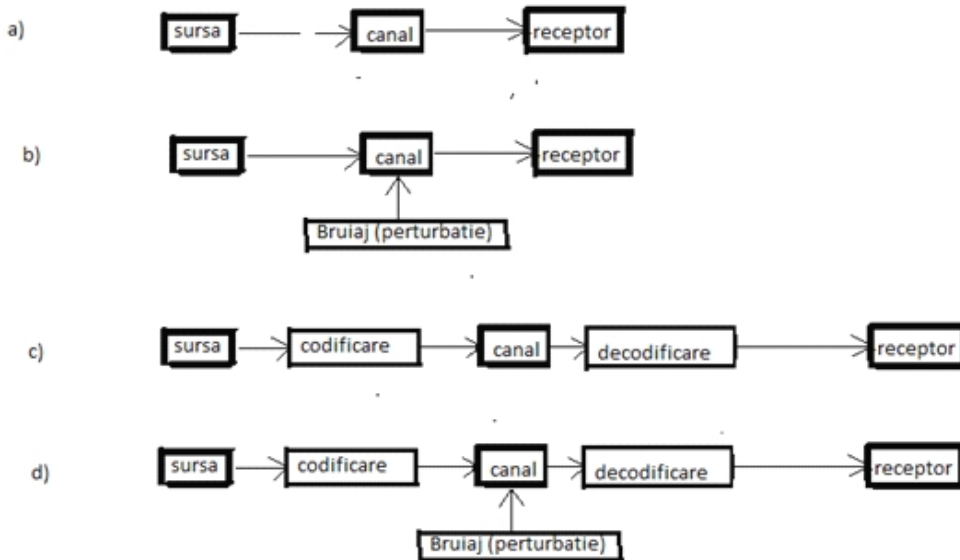 a) sursa canal receptor
b) sursa canal receptor
Bruiaj (perturbatie)
c) sursa codificare canal decodificare receptor
d) sursa codificare canal decodificare receptor
Bruiaj (perturbatie)